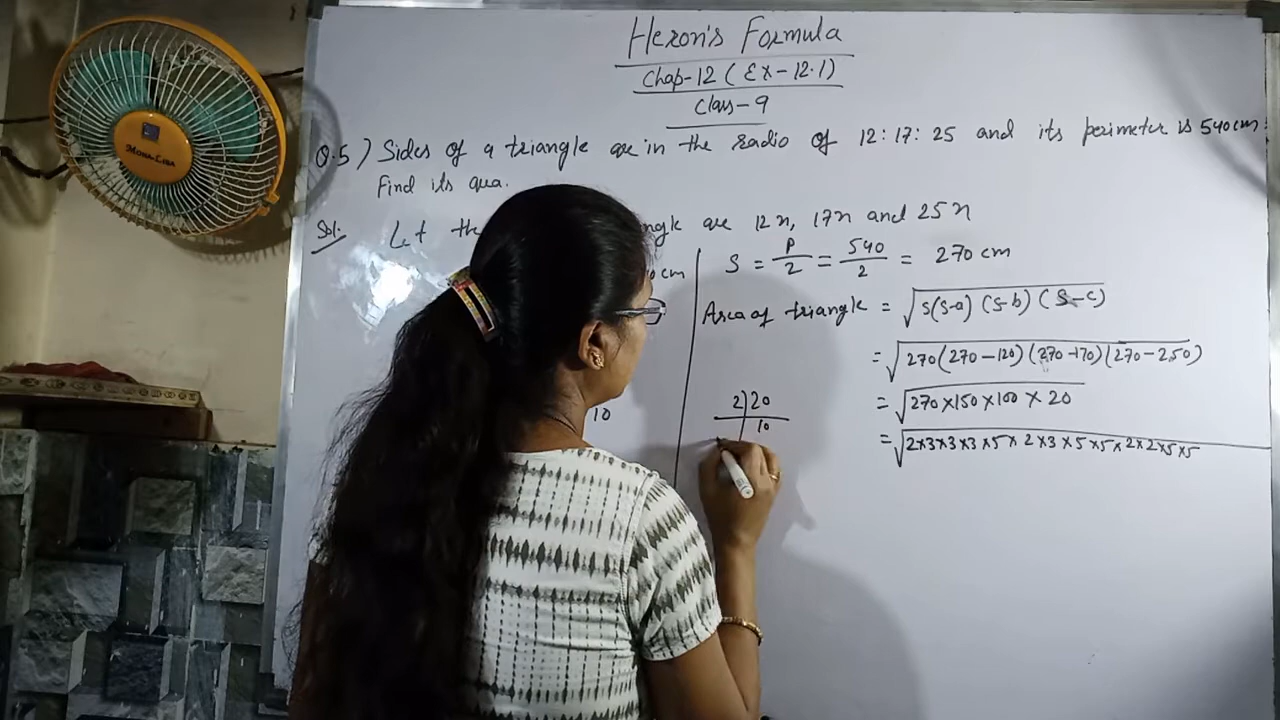 Heron's Formula
Chap-12 (Ex-12.1)
Class-9
Q.5) Sides of a triangle are in the radio of 12:17:25 and its perimeter is 540cm.
Find its area.
Sol. Let the are 12x, 17x and 25x
cm
S = P/2 = 540/2 = 270 cm
Area of triangle = √s(s-a) (s-b) (s-c)
= √270(270-120)(270-170)(270-250)
= √270×150×100×20
= √2×3×3×3×5×2×3×5×5×2×2×5×5
10
2 20
10
MONA-LISA